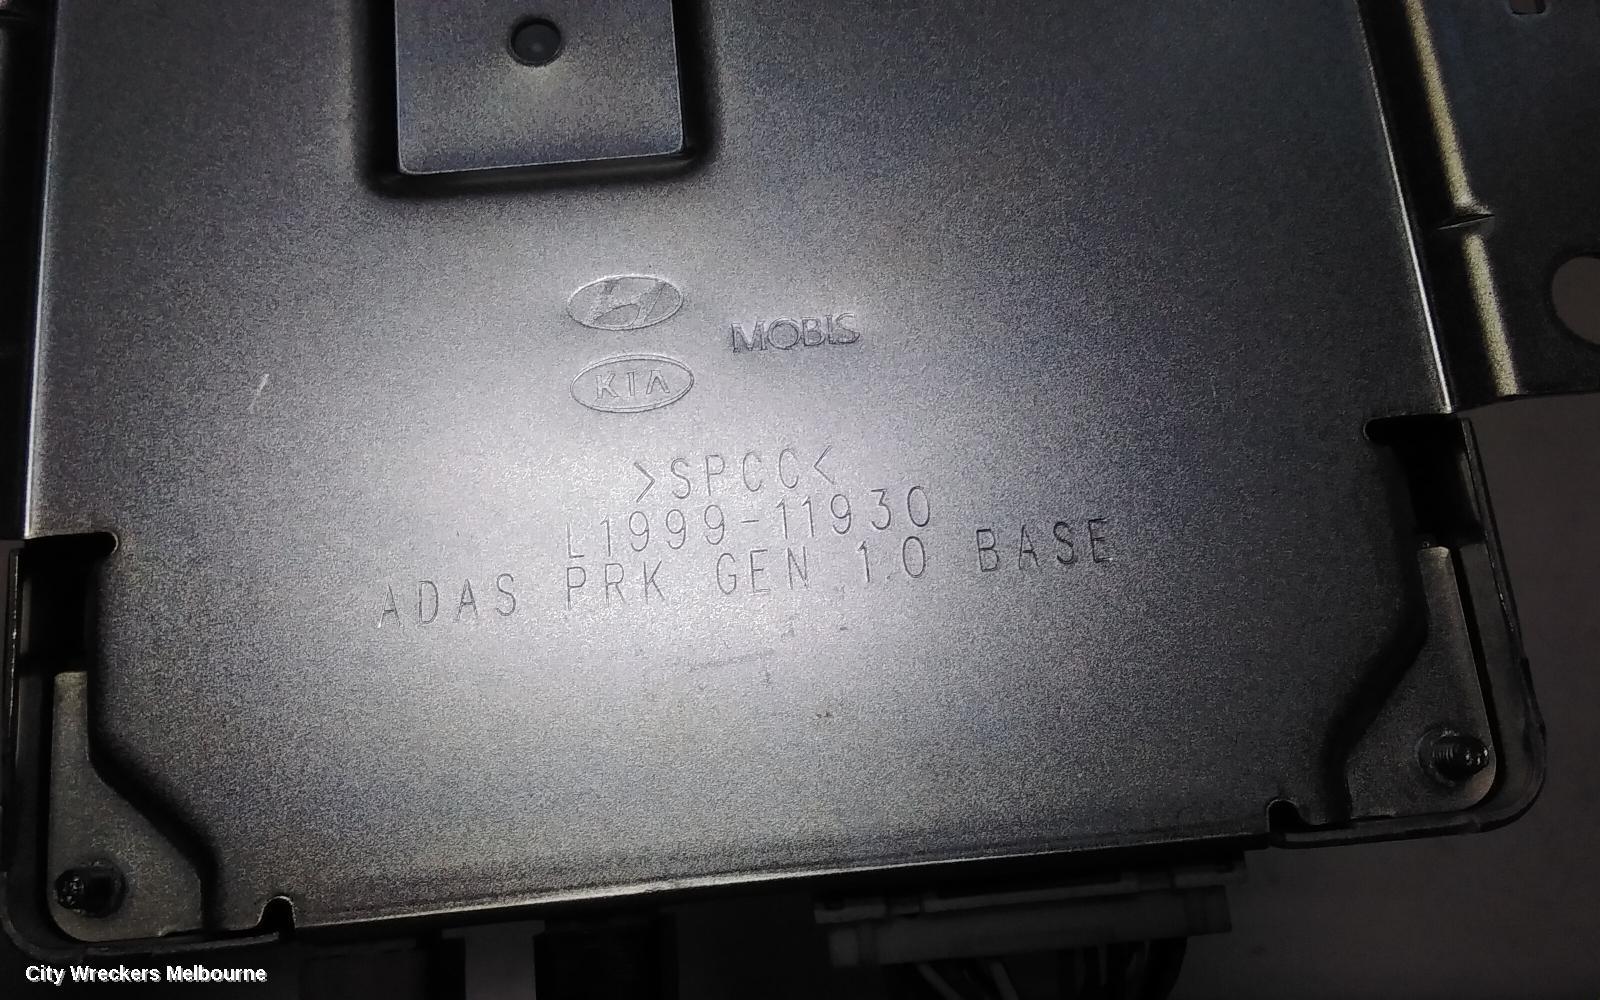 MOBIS
KIA
>SPCC<
L1999-11930
ADAS PRK GEN 1.0 BASE
City Wreckers Melbourne